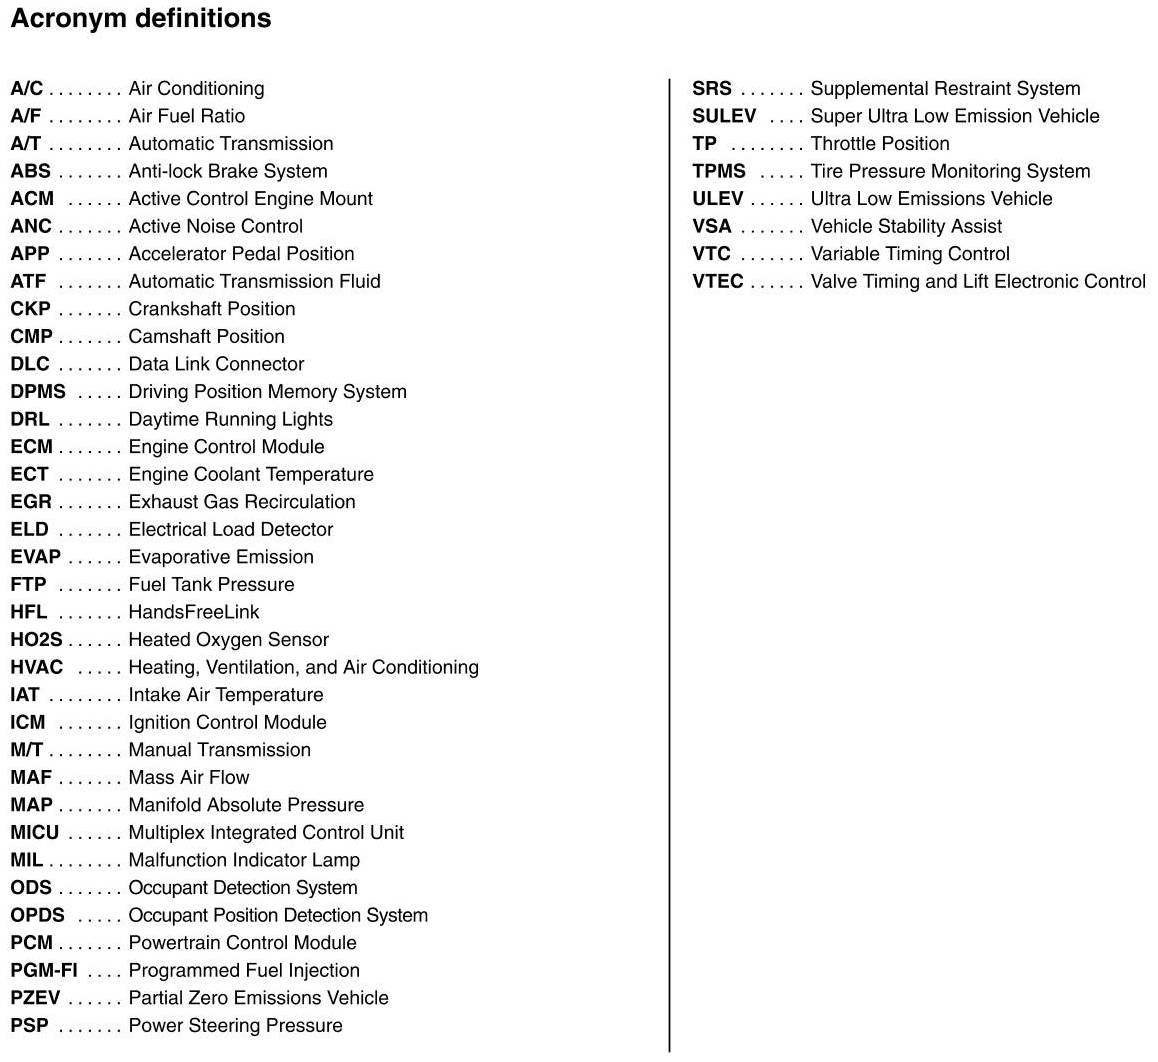 Acronym definitions
A/C . . . . . . . . Air Conditioning
A/F . . . . . . . . Air Fuel Ratio
A/T . . . . . . . . Automatic Transmission
ABS . . . . . . . Anti-lock Brake System
ACM . . . . . . Active Control Engine Mount
ANC . . . . . . . Active Noise Control
APP . . . . . . . Accelerator Pedal Position
ATF . . . . . . . Automatic Transmission Fluid
CKP . . . . . . . Crankshaft Position
CMP . . . . . . . Camshaft Position
DLC . . . . . . . Data Link Connector
DPMS . . . . . Driving Position Memory System
DRL . . . . . . . Daytime Running Lights
ECM . . . . . . . Engine Control Module
ECT . . . . . . . Engine Coolant Temperature
EGR . . . . . . . Exhaust Gas Recirculation
ELD . . . . . . . Electrical Load Detector
EVAP . . . . . . Evaporative Emission
FTP . . . . . . . Fuel Tank Pressure
HFL . . . . . . . HandsFreeLink
HO2S . . . . . . Heated Oxygen Sensor
HVAC . . . . . Heating, Ventilation, and Air Conditioning
IAT . . . . . . . . Intake Air Temperature
ICM . . . . . . . Ignition Control Module
M/T . . . . . . . . Manual Transmission
MAF . . . . . . . Mass Air Flow
MAP . . . . . . . Manifold Absolute Pressure
MICU . . . . . . Multiplex Integrated Control Unit
MIL . . . . . . . . Malfunction Indicator Lamp
ODS . . . . . . . Occupant Detection System
OPDS . . . . . Occupant Position Detection System
PCM . . . . . . . Powertrain Control Module
PGM-FI . . . . Programmed Fuel Injection
PZEV . . . . . . Partial Zero Emissions Vehicle
PSP . . . . . . . Power Steering Pressure
SRS . . . . . . . Supplemental Restraint System
SULEV . . . . Super Ultra Low Emission Vehicle
TP . . . . . . . . Throttle Position
TPMS . . . . . Tire Pressure Monitoring System
ULEV . . . . . . Ultra Low Emissions Vehicle
VSA . . . . . . . Vehicle Stability Assist
VTC . . . . . . . Variable Timing Control
VTEC . . . . . . Valve Timing and Lift Electronic Control